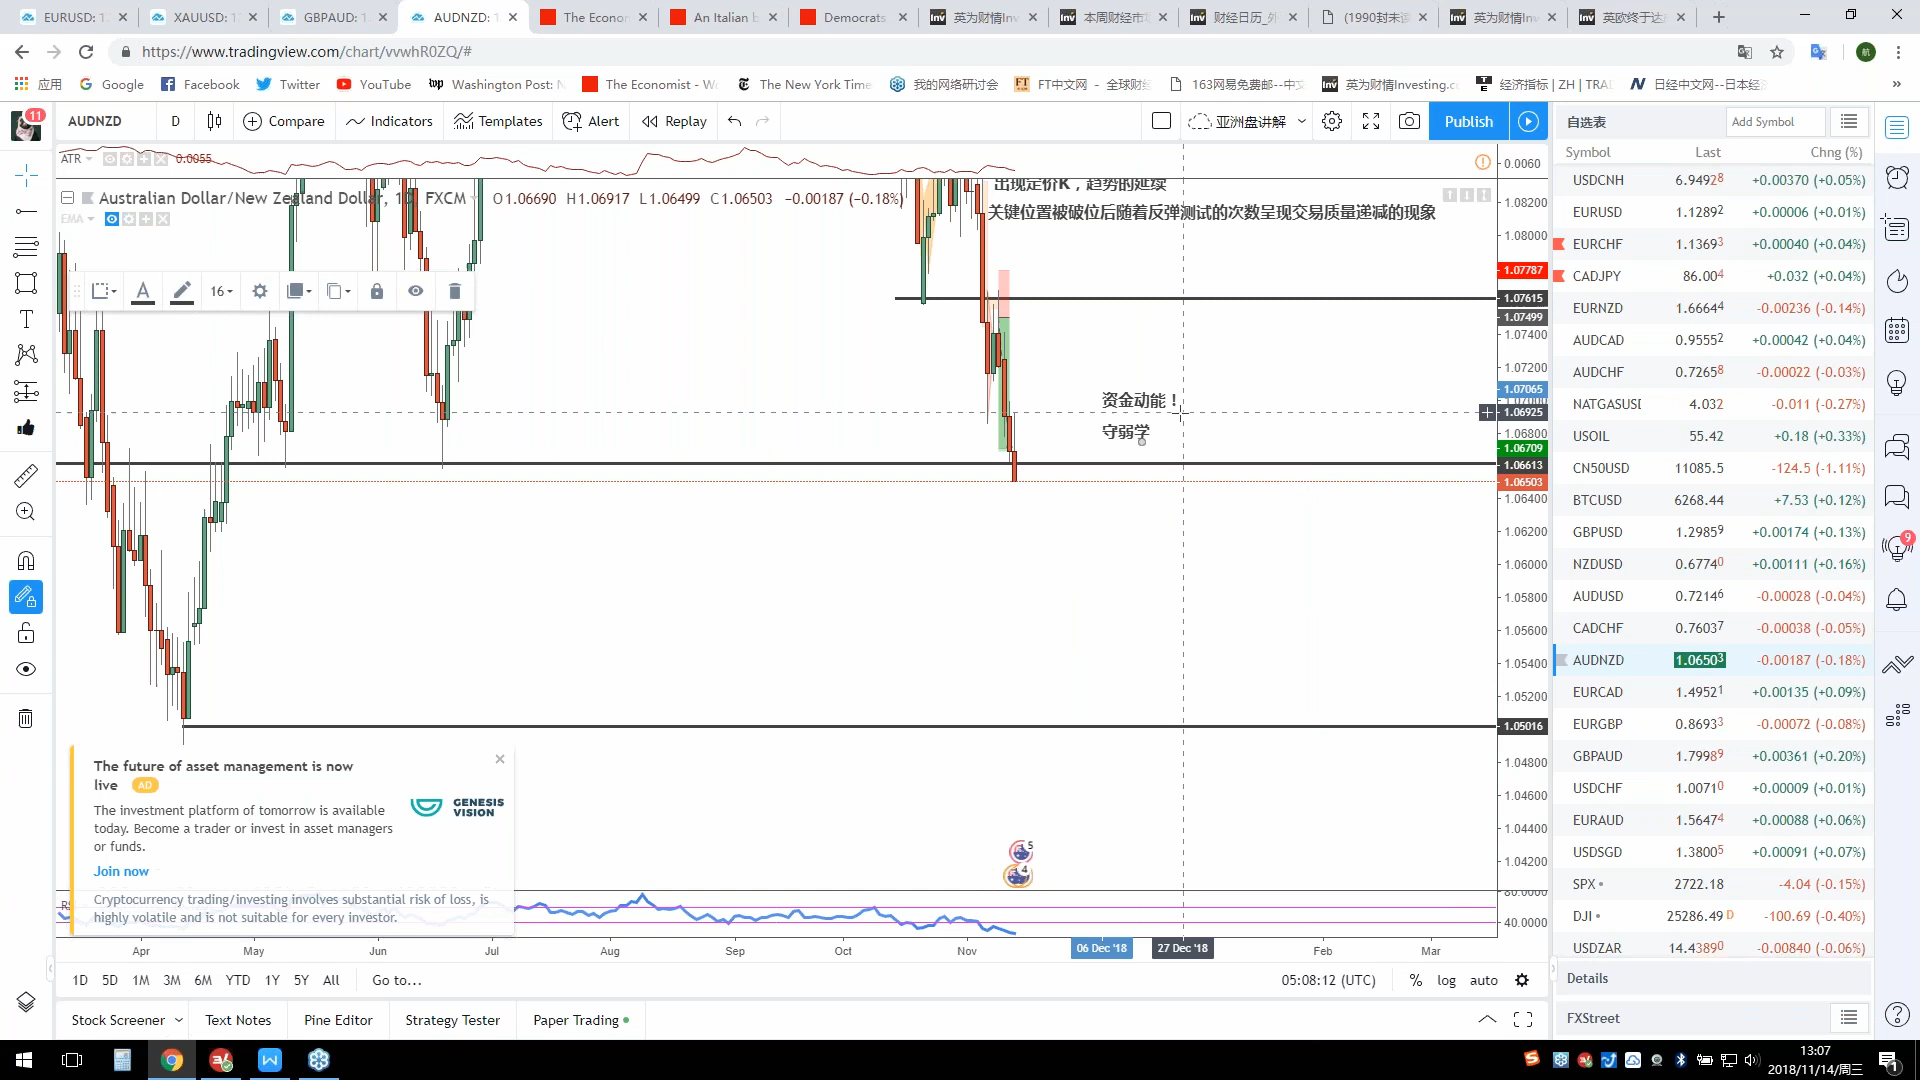 EURUSD: 1
XAUUSD: 1
GBPAUD: 1
AUDNZD: 1
The Econor
An Italian b
Democrats
英为财情Inv
本周财经市
财经日历_外
(1990封未读
英为财情Inv
英欧终于达
https://www.tradingview.com/chart/vvwhR0ZQ/#
应用
Google
Facebook
Twitter
YouTube
Washington Post:
The Economist - W
The New York Time
我的网络研讨会
FT中文网 - 全球财经
163网易免费邮--中文
英为财情Investing.c
经济指标 | ZH | TRAD
日经中文网--日本经济
11
AUDNZD
D
Compare
Indicators
Templates
Alert
Replay
亚洲盘讲解
Publish
自选表
Add Symbol
ATR
0.0055
Australian Dollar/New Zealand Dollar, 1D, FXCM
O1.06690 H1.06917 L1.06499 C1.06503 −0.00187 (−0.18%)
EMA
出现定价K，趋势的延续
关键位置被破位后随着反弹测试的次数呈现交易质量递减的现象
16
资金动能！
守弱学
0.0060
1.08200
1.08000
1.07787
1.07615
1.07499
1.07400
1.07200
1.07065
1.07000
1.06925
1.06800
1.06709
1.06613
1.06503
1.06400
1.06200
1.06000
1.05800
1.05600
1.05400
1.05200
1.05016
1.04800
1.04600
1.04400
1.04200
80.0000
40.0000
The future of asset management is now
live AD
GENESIS
VISION
The investment platform of tomorrow is available
today. Become a trader or invest in asset managers
or funds.
Join now
Cryptocurrency trading/investing involves substantial risk of loss, is
highly volatile and is not suitable for every investor.
5
4
Apr
May
Jun
Jul
Aug
Sep
Oct
Nov
06 Dec '18
27 Dec '18
Feb
Mar
1D 5D 1M 3M 6M YTD 1Y 5Y All
Go to...
05:08:12 (UTC)
% log auto
Stock Screener
Text Notes
Pine Editor
Strategy Tester
Paper Trading
Symbol Last Chng (%)
USDCNH 6.94928 +0.00370 (+0.05%)
EURUSD 1.12892 +0.00006 (+0.01%)
EURCHF 1.13693 +0.00040 (+0.04%)
CADJPY 86.004 +0.032 (+0.04%)
EURNZD 1.66644 -0.00236 (-0.14%)
AUDCAD 0.95552 +0.00042 (+0.04%)
AUDCHF 0.72658 -0.00022 (-0.03%)
NATGASUSD 4.032 -0.011 (-0.27%)
USOIL 55.42 +0.18 (+0.33%)
CN50USD 11085.5 -124.5 (-1.11%)
BTCUSD 6268.44 +7.53 (+0.12%)
GBPUSD 1.29859 +0.00174 (+0.13%)
NZDUSD 0.67740 +0.00111 (+0.16%)
AUDUSD 0.72146 -0.00028 (-0.04%)
CADCHF 0.76037 -0.00038 (-0.05%)
AUDNZD 1.06503 -0.00187 (-0.18%)
EURCAD 1.49521 +0.00135 (+0.09%)
EURGBP 0.86933 -0.00072 (-0.08%)
GBPAUD 1.79989 +0.00361 (+0.20%)
USDCHF 1.00710 +0.00009 (+0.01%)
EURAUD 1.56474 +0.00088 (+0.06%)
USDSGD 1.38005 +0.00091 (+0.07%)
SPX 2722.18 -4.04 (-0.15%)
DJI 25286.49 D -100.69 (-0.40%)
USDZAR 14.43890 -0.00840 (-0.06%)
Details
FXStreet
9
13:07
2018/11/14/周三
1